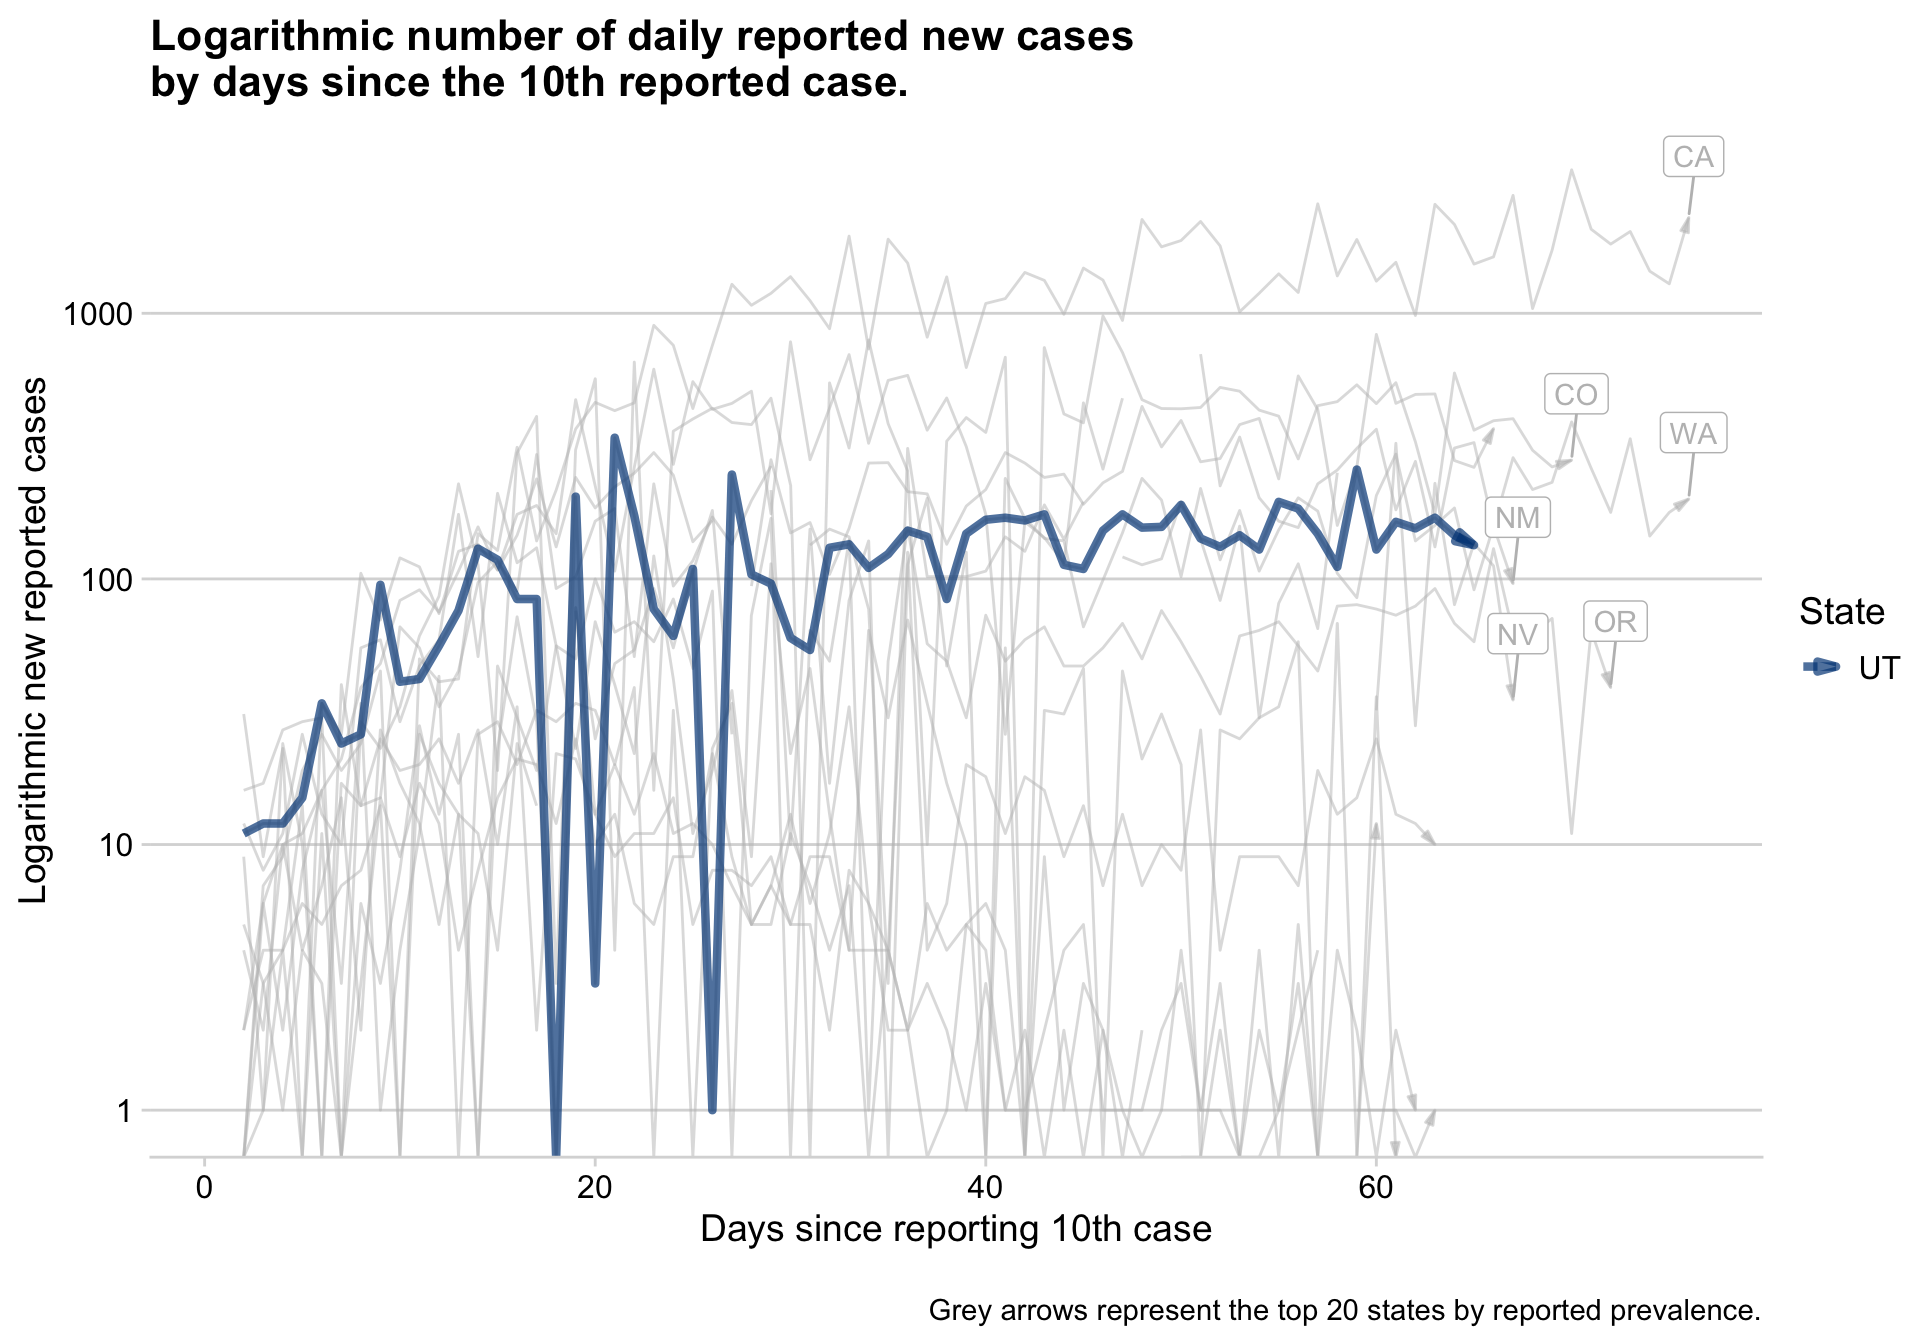 Logarithmic number of daily reported new cases
by days since the 10th reported case.
CA
1000
CO
WA
NM
100
NV
OR
State
UT
10
1
Logarithmic new reported cases
0 20 40 60
Days since reporting 10th case
Grey arrows represent the top 20 states by reported prevalence.